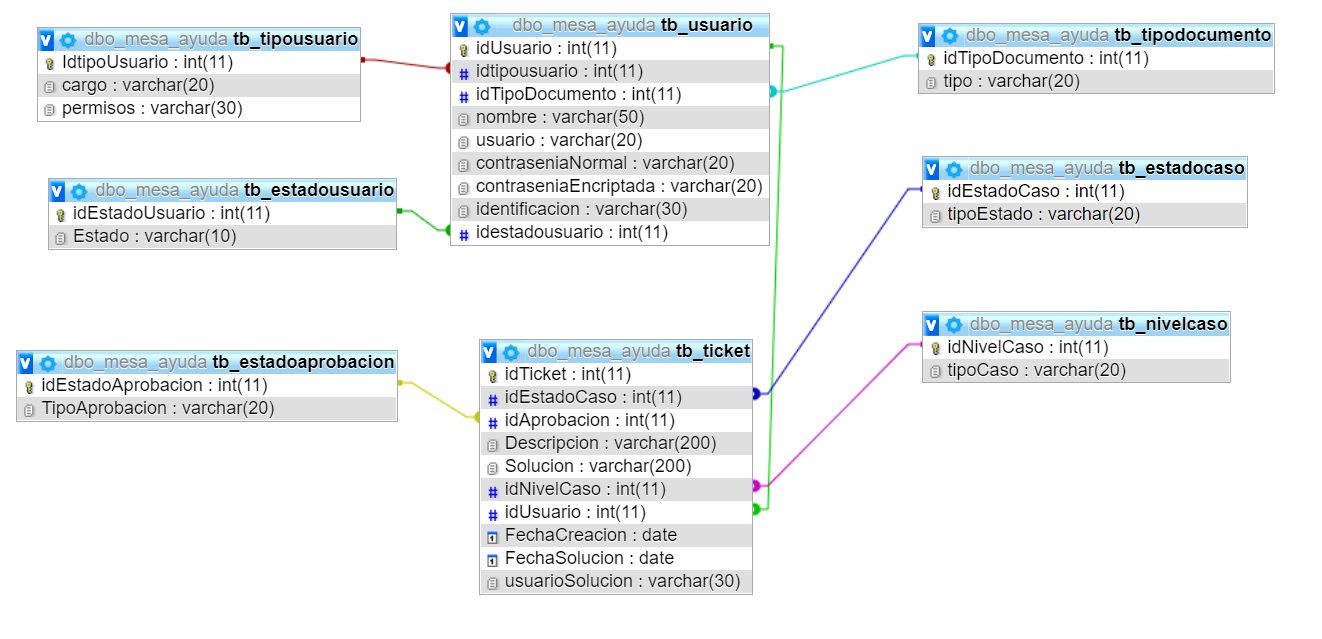 dbo_mesa_ayuda tb_tipousuario
IdtipoUsuario : int(11)
cargo : varchar(20)
permisos : varchar(30)
dbo_mesa_ayuda tb_usuario
idUsuario : int(11)
idtipousuario : int(11)
idTipoDocumento : int(11)
nombre : varchar(50)
usuario : varchar(20)
contraseniaNormal : varchar(20)
contraseniaEncriptada : varchar(20)
identificacion : varchar(30)
idestadousuario : int(11)
dbo_mesa_ayuda tb_tipodocumento
idTipoDocumento : int(11)
tipo : varchar(20)
dbo_mesa_ayuda tb_estadousuario
idEstadoUsuario : int(11)
Estado : varchar(10)
dbo_mesa_ayuda tb_estadocaso
idEstadoCaso : int(11)
tipoEstado : varchar(20)
dbo_mesa_ayuda tb_estadoaprobacion
idEstadoAprobacion : int(11)
TipoAprobacion : varchar(20)
dbo_mesa_ayuda tb_ticket
idTicket : int(11)
idEstadoCaso : int(11)
idAprobacion : int(11)
Descripcion : varchar(200)
Solucion : varchar(200)
idNivelCaso : int(11)
idUsuario : int(11)
FechaCreacion : date
FechaSolucion : date
usuarioSolucion : varchar(30)
dbo_mesa_ayuda tb_nivelcaso
idNivelCaso : int(11)
tipoCaso : varchar(20)